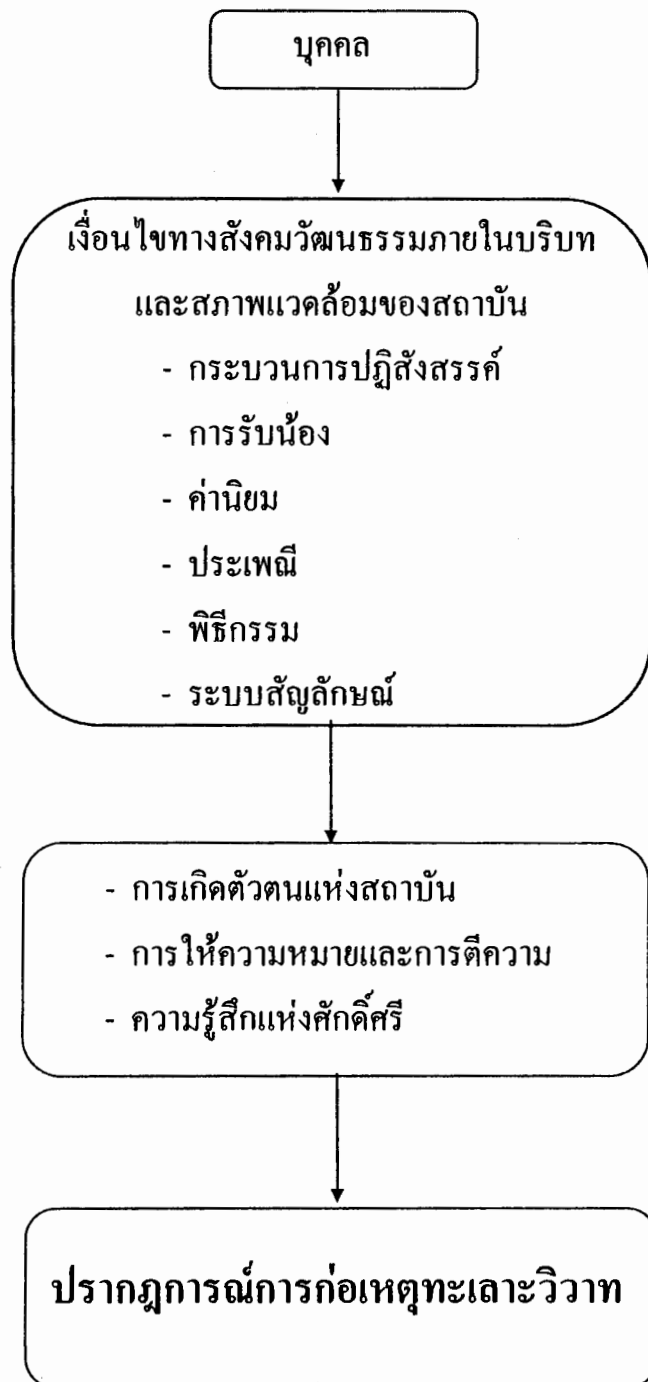 บุคคล
เงื่อนไขทางสังคมวัฒนธรรมภายในบริบท
และสภาพแวดล้อมของสถาบัน
- กระบวนการปฏิสังสรรค์
- การรับน้อง
- ค่านิยม
- ประเพณี
- พิธีกรรม
- ระบบสัญลักษณ์
- การเกิดตัวตนแห่งสถาบัน
- การให้ความหมายและการตีความ
- ความรู้สึกแห่งศักดิ์ศรี
ปรากฎการณ์การก่อเหตุทะเลาะวิวาท